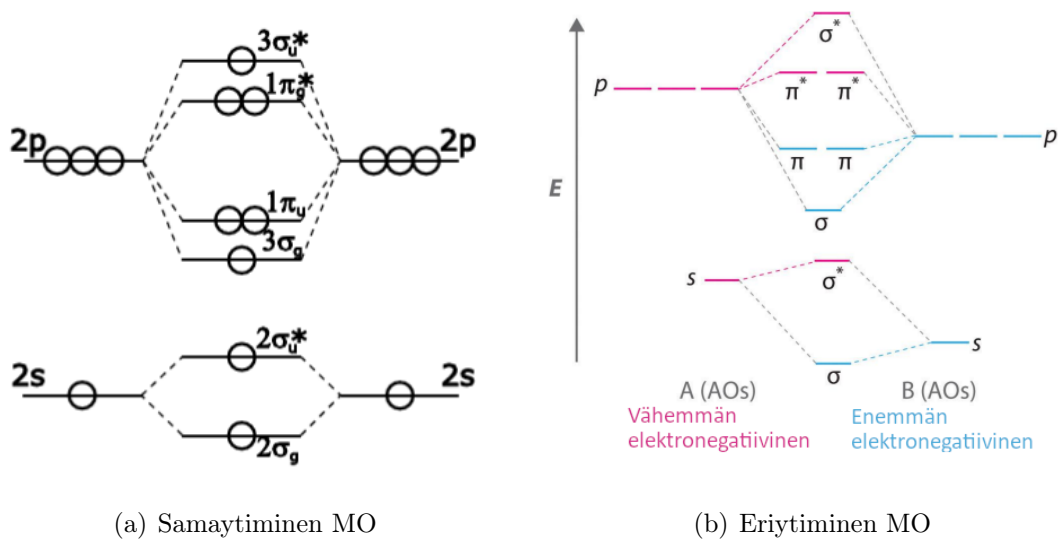 3σu*
1πg*
2p
2p
1πu
3σg
2σu*
2s
2s
2σg
(a) Samaytiminen MO
E
σ*
p
π* π*
p
π π
σ
s
σ*
s
σ
A (AOs)
Vähemmän
elektronegatiivinen
B (AOs)
Enemmän
elektronegatiivinen
(b) Eriytiminen MO